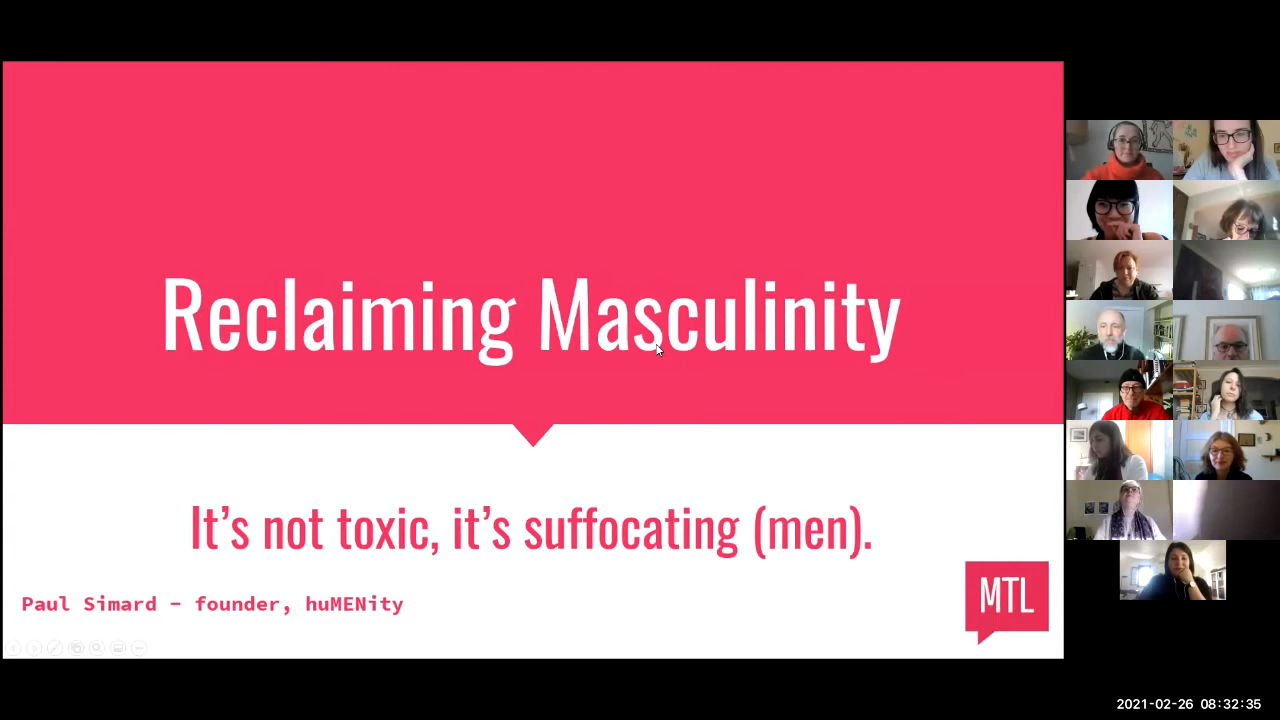 Reclaiming Masculinity
It's not toxic, it's suffocating (men).
Paul Simard - founder, huMENity
MTL
2021-02-26 08:32:35